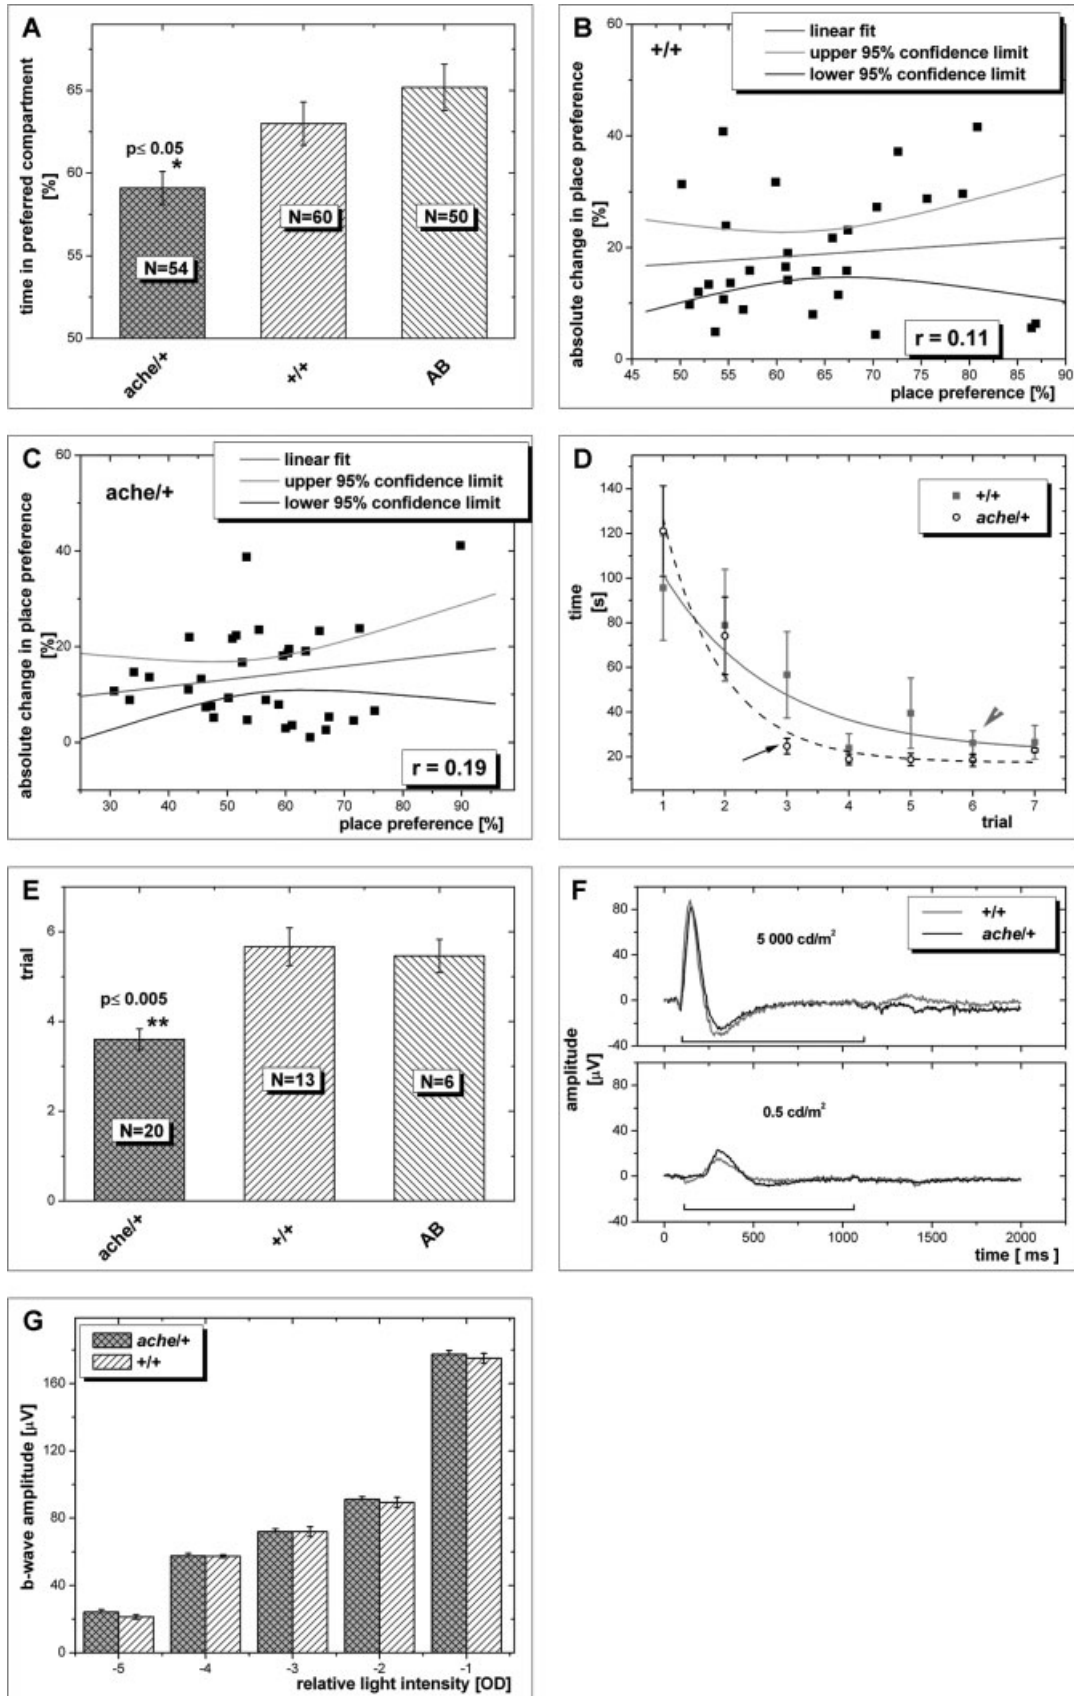 A
time in preferred compartment
[%]
65
60
55
50
p≤ 0.05
*
N=54
N=60
N=50
ache/+
+/+
AB
B
+/+
linear fit
upper 95% confidence limit
lower 95% confidence limit
absolute change in place preference
[%]
60
40
20
0
r = 0.11
45 50 55 60 65 70 75 80 85 90
place preference [%]
C
ache/+
linear fit
upper 95% confidence limit
lower 95% confidence limit
absolute change in place preference
[%]
60
40
20
0
r = 0.19
30 40 50 60 70 80 90
place preference [%]
D
+/+
ache/+
time
[s]
140
120
100
80
60
40
20
1 2 3 4 5 6 7
trial
E
trial
6
4
2
0
p≤ 0.005
**
N=20
N=13
N=6
ache/+
+/+
AB
F
+/+
ache/+
5 000 cd/m²
80
40
0
-40
amplitude
[µV]
0.5 cd/m²
80
40
0
-40
0 500 1000 1500 2000
time [ ms ]
G
ache/+
+/+
b-wave amplitude [µV]
160
120
80
40
0
-5 -4 -3 -2 -1
relative light intensity [OD]